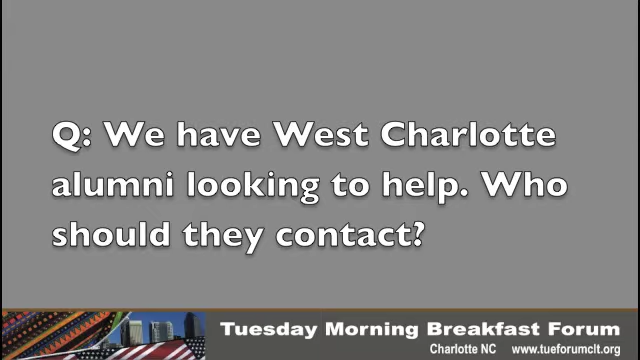 Q: We have West Charlotte
alumni looking to help. Who
should they contact?
Tuesday Morning Breakfast Forum
Charlotte NC www.tueforumclt.org